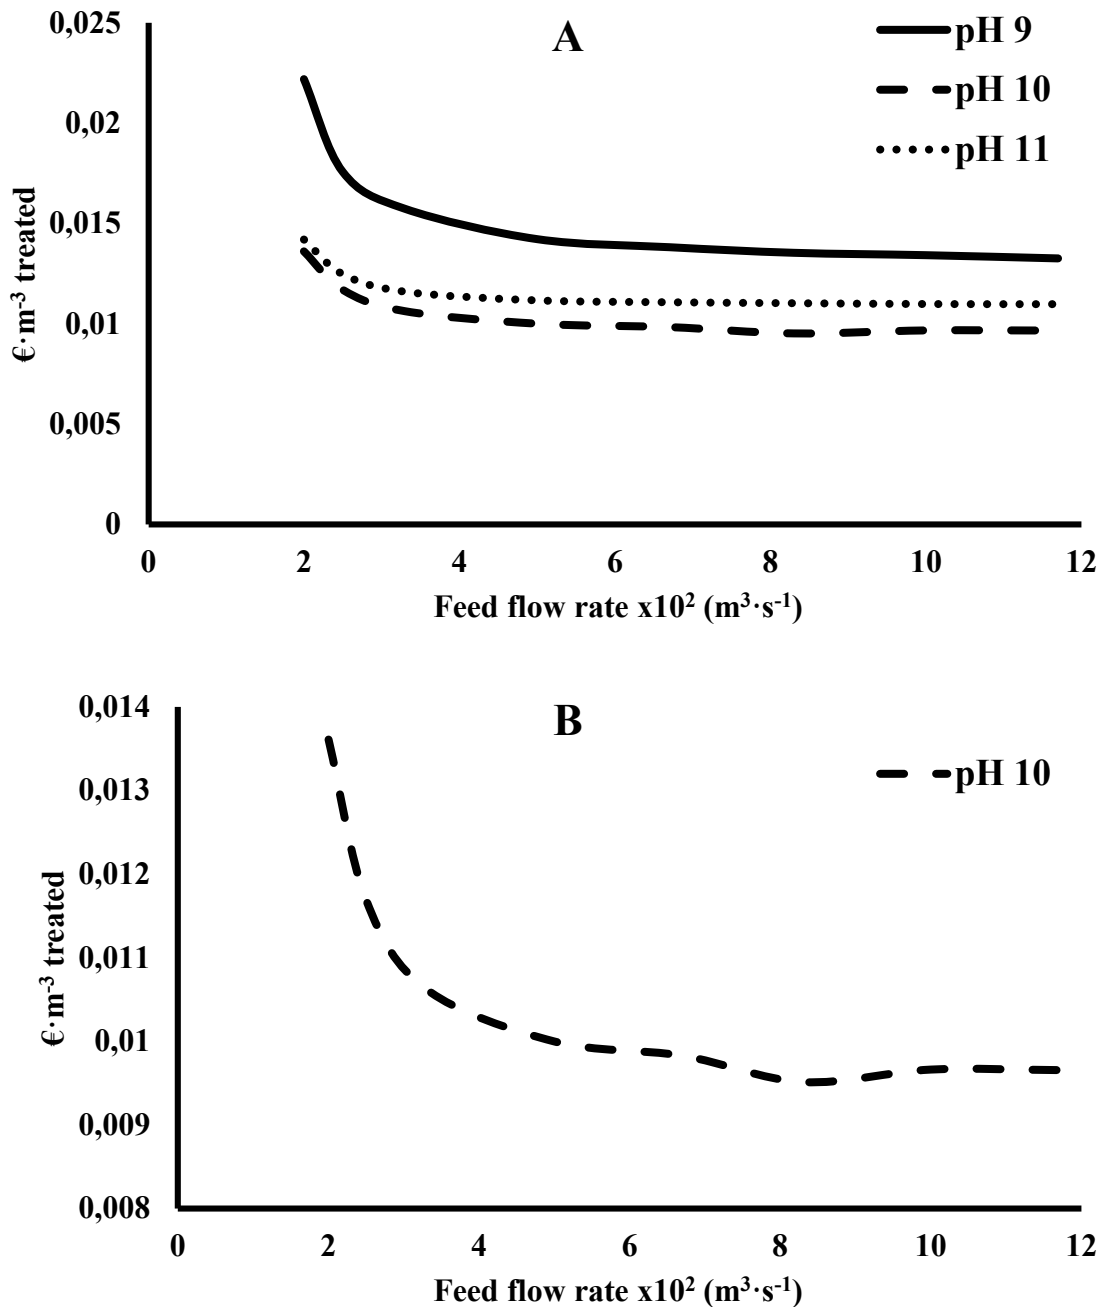 0,025
0,02
0,015
0,01
0,005
0
€·m⁻³ treated
A
pH 9
pH 10
pH 11
0 2 4 6 8 10 12
Feed flow rate x10² (m³·s⁻¹)
0,014
0,013
0,012
0,011
0,01
0,009
0,008
€·m⁻³ treated
B
pH 10
0 2 4 6 8 10 12
Feed flow rate x10² (m³·s⁻¹)